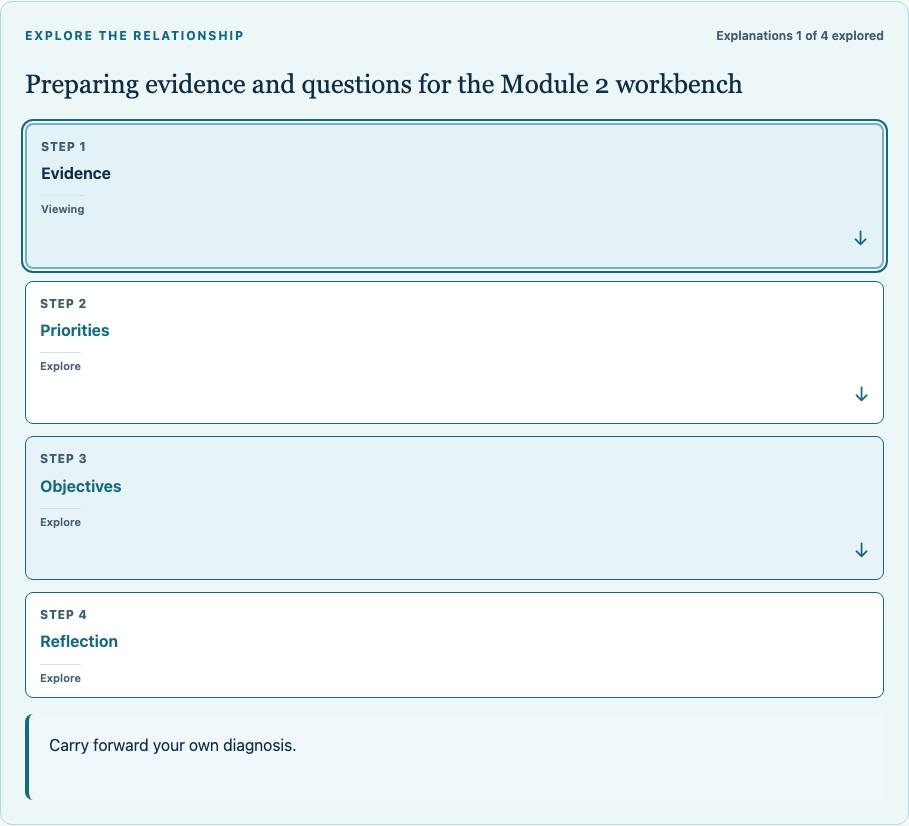 EXPLORE THE RELATIONSHIP
Explanations 1 of 4 explored
Preparing evidence and questions for the Module 2 workbench
STEP 1
Evidence
Viewing
STEP 2
Priorities
Explore
STEP 3
Objectives
Explore
STEP 4
Reflection
Explore
Carry forward your own diagnosis.